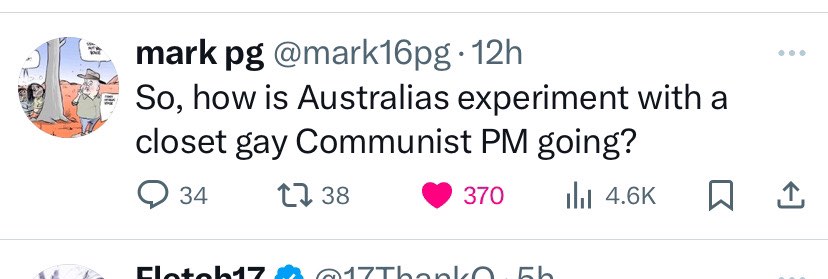 mark pg @mark16pg · 12h
So, how is Australias experiment with a
closet gay Communist PM going?
34 38 370 4.6K
Fletch17 @17ThankQ · 5h